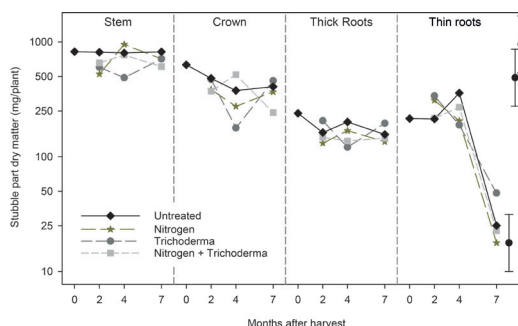 Stem Crown Thick Roots Thin roots
Stubble part dry matter (mg/plant)
1000
500
250
100
50
25
10
Untreated
Nitrogen
Trichoderma
Nitrogen + Trichoderma
0 2 4 7 0 2 4 7 0 2 4 7 0 2 4 7
Months after harvest